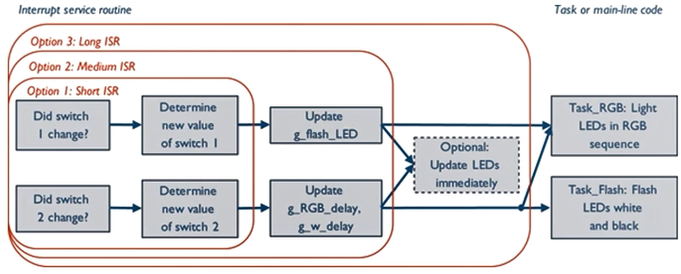 Interrupt service routine
Task or main-line code
Option 3: Long ISR
Option 2: Medium ISR
Option 1: Short ISR
Did switch
1 change?
Determine
new value
of switch 1
Update
g_flash_LED
Optional:
Update LEDs
immediately
Task_RGB: Light
LEDs in RGB
sequence
Did switch
2 change?
Determine
new value
of switch 2
Update
g_RGB_delay,
g_w_delay
Task_Flash: Flash
LEDs white
and black